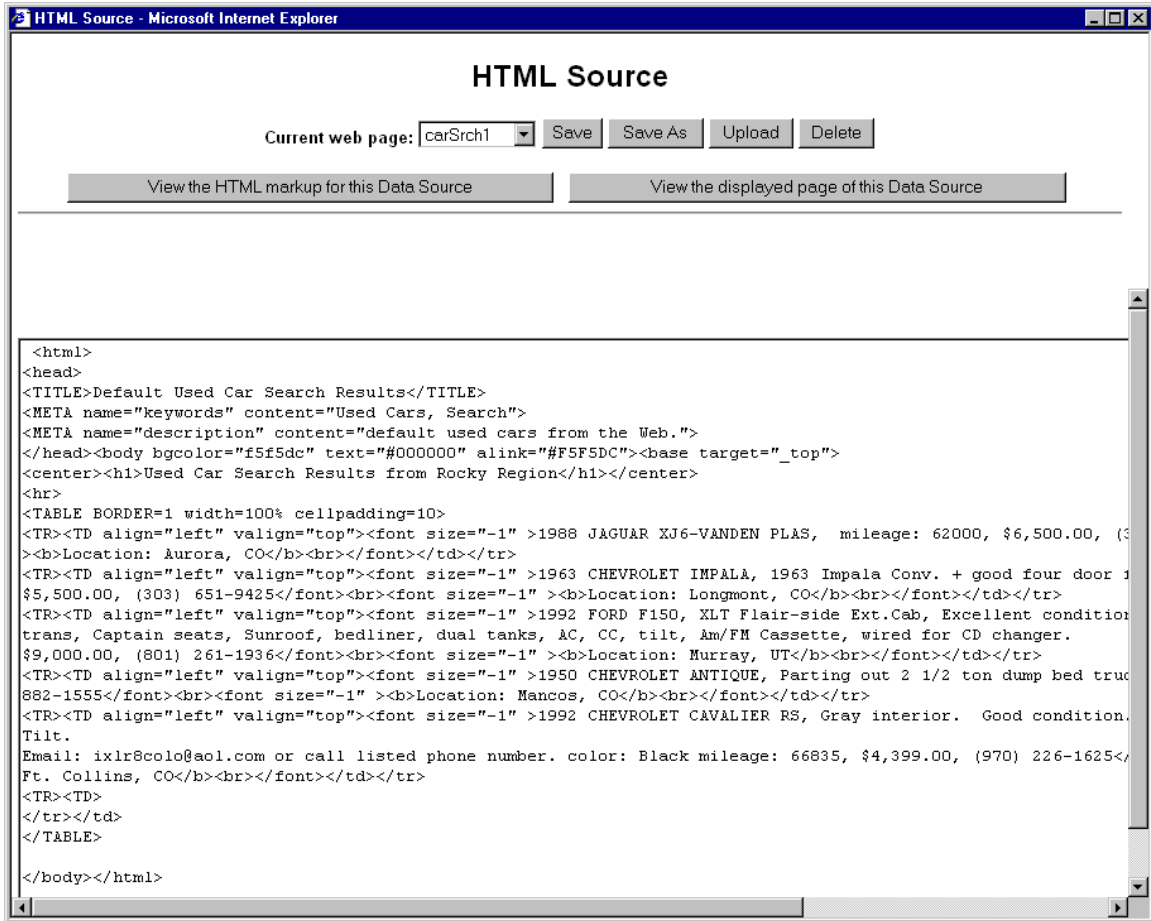 HTML Source - Microsoft Internet Explorer
HTML Source
Current web page: carSrch1 Save Save As Upload Delete
View the HTML markup for this Data Source View the displayed page of this Data Source
<html>
<head>
<TITLE>Default Used Car Search Results</TITLE>
<META name="keywords" content="Used Cars, Search">
<META name="description" content="default used cars from the Web.">
</head><body bgcolor="f5f5dc" text="#000000" alink="#F5F5DC"><base target="_top">
<center><h1>Used Car Search Results from Rocky Region</h1></center>
<hr>
<TABLE BORDER=1 width=100% cellpadding=10>
<TR><TD align="left" valign="top"><font size="-1" >1988 JAGUAR XJ6-VANDEN PLAS,  mileage: 62000, $6,500.00, (3
><b>Location: Aurora, CO</b><br></font></td></tr>
<TR><TD align="left" valign="top"><font size="-1" >1963 CHEVROLET IMPALA, 1963 Impala Conv. + good four door
$5,500.00, (303) 651-9425</font><br><font size="-1" ><b>Location: Longmont, CO</b><br></font></td></tr>
<TR><TD align="left" valign="top"><font size="-1" >1992 FORD F150, XLT Flair-side Ext.Cab, Excellent condition
trans, Captain seats, Sunroof, bedliner, dual tanks, AC, CC, tilt, Am/FM Cassette, wired for CD changer.
$9,000.00, (801) 261-1936</font><br><font size="-1" ><b>Location: Murray, UT</b><br></font></td></tr>
<TR><TD align="left" valign="top"><font size="-1" >1950 CHEVROLET ANTIQUE, Parting out 2 1/2 ton dump bed truc
882-1555</font><br><font size="-1" ><b>Location: Mancos, CO</b><br></font></td></tr>
<TR><TD align="left" valign="top"><font size="-1" >1992 CHEVROLET CAVALIER RS, Gray interior.  Good condition.
Tilt.
Email: ixlr8colo@aol.com or call listed phone number. color: Black mileage: 66835, $4,399.00, (970) 226-1625</
Ft. Collins, CO</b><br></font></td></tr>
<TR><TD>
</tr></td>
</TABLE>
</body></html>